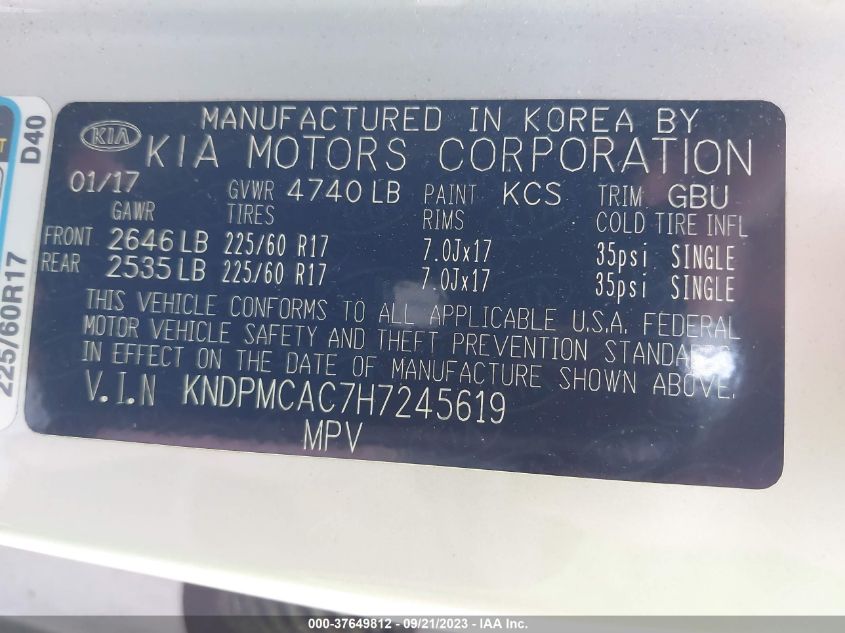 MANUFACTURED IN KOREA BY
KIA KIA MOTORS CORPORATION
01/17 GVWR 4740 LB PAINT KCS TRIM GBU
GAWR TIRES RIMS COLD TIRE INFL
FRONT 2646 LB 225/60 R17 7.0Jx17 35psi SINGLE
REAR 2535 LB 225/60 R17 7.0Jx17 35psi SINGLE
THIS VEHICLE CONFORMS TO ALL APPLICABLE U.S.A. FEDERAL
MOTOR VEHICLE SAFETY AND THEFT PREVENTION STANDARDS
IN EFFECT ON THE DATE OF MANUFACTURE SHOWN ABOVE.
V.I.N KNDPMCAC7H7245619
MPV
225/60R17 D40
000-37649812 - 09/21/2023 - IAA Inc.